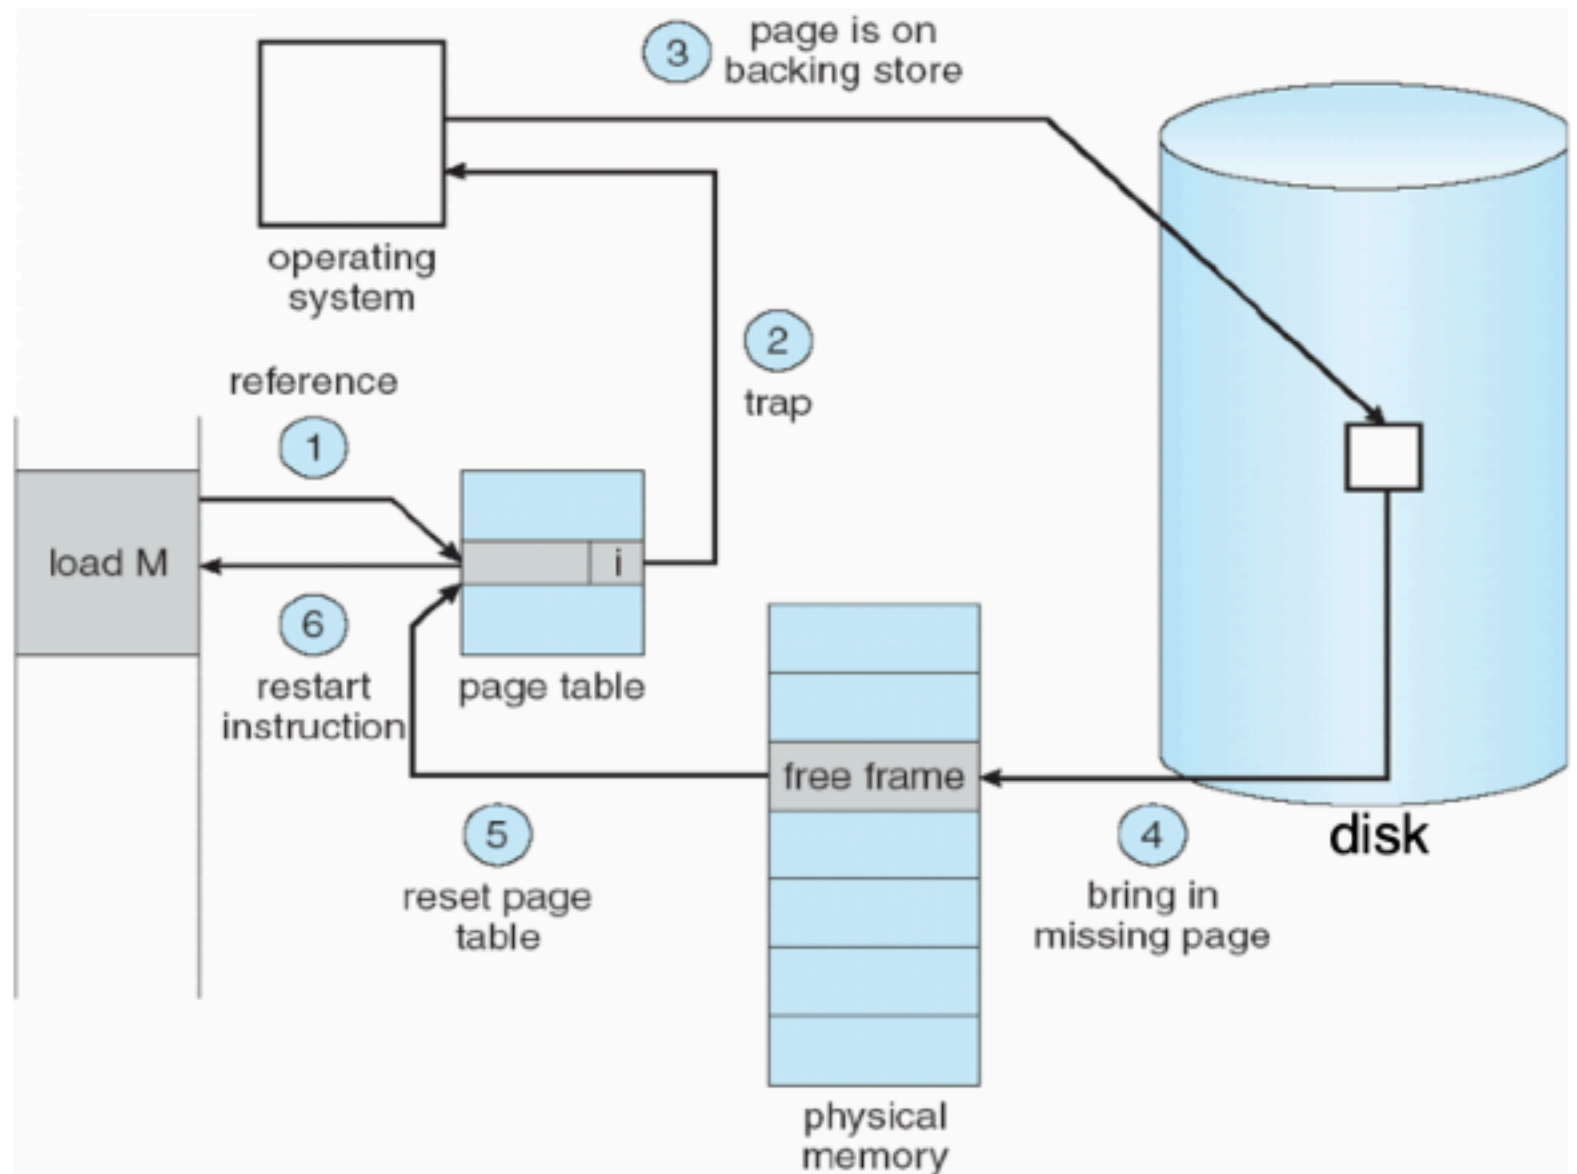 3
page is on
backing store
operating
system
2
trap
reference
1
load M
i
6
restart
instruction
page table
free frame
5
reset page
table
4
bring in
missing page
disk
physical
memory